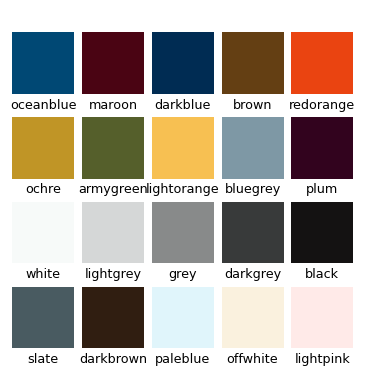 oceanblue maroon darkblue brown redorange
ochre armygreen lightorange bluegrey plum
white lightgrey grey darkgrey black
slate darkbrown paleblue offwhite lightpink